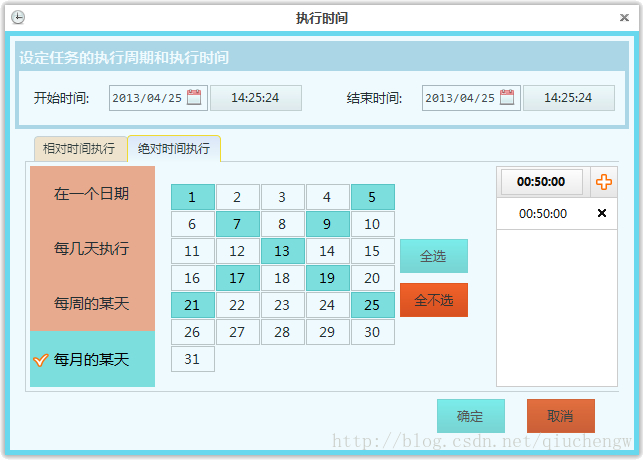 执行时间
设定任务的执行周期和执行时间
开始时间: 2013/04/25 14:25:24 结束时间: 2013/04/25 14:25:24
相对时间执行 绝对时间执行
在一个日期
每几天执行
每周的某天
每月的某天
1 2 3 4 5
6 7 8 9 10
11 12 13 14 15
16 17 18 19 20
21 22 23 24 25
26 27 28 29 30
31
全选
全不选
00:50:00
00:50:00
确定 取消
http://blog.csdn.net/qiuchengw